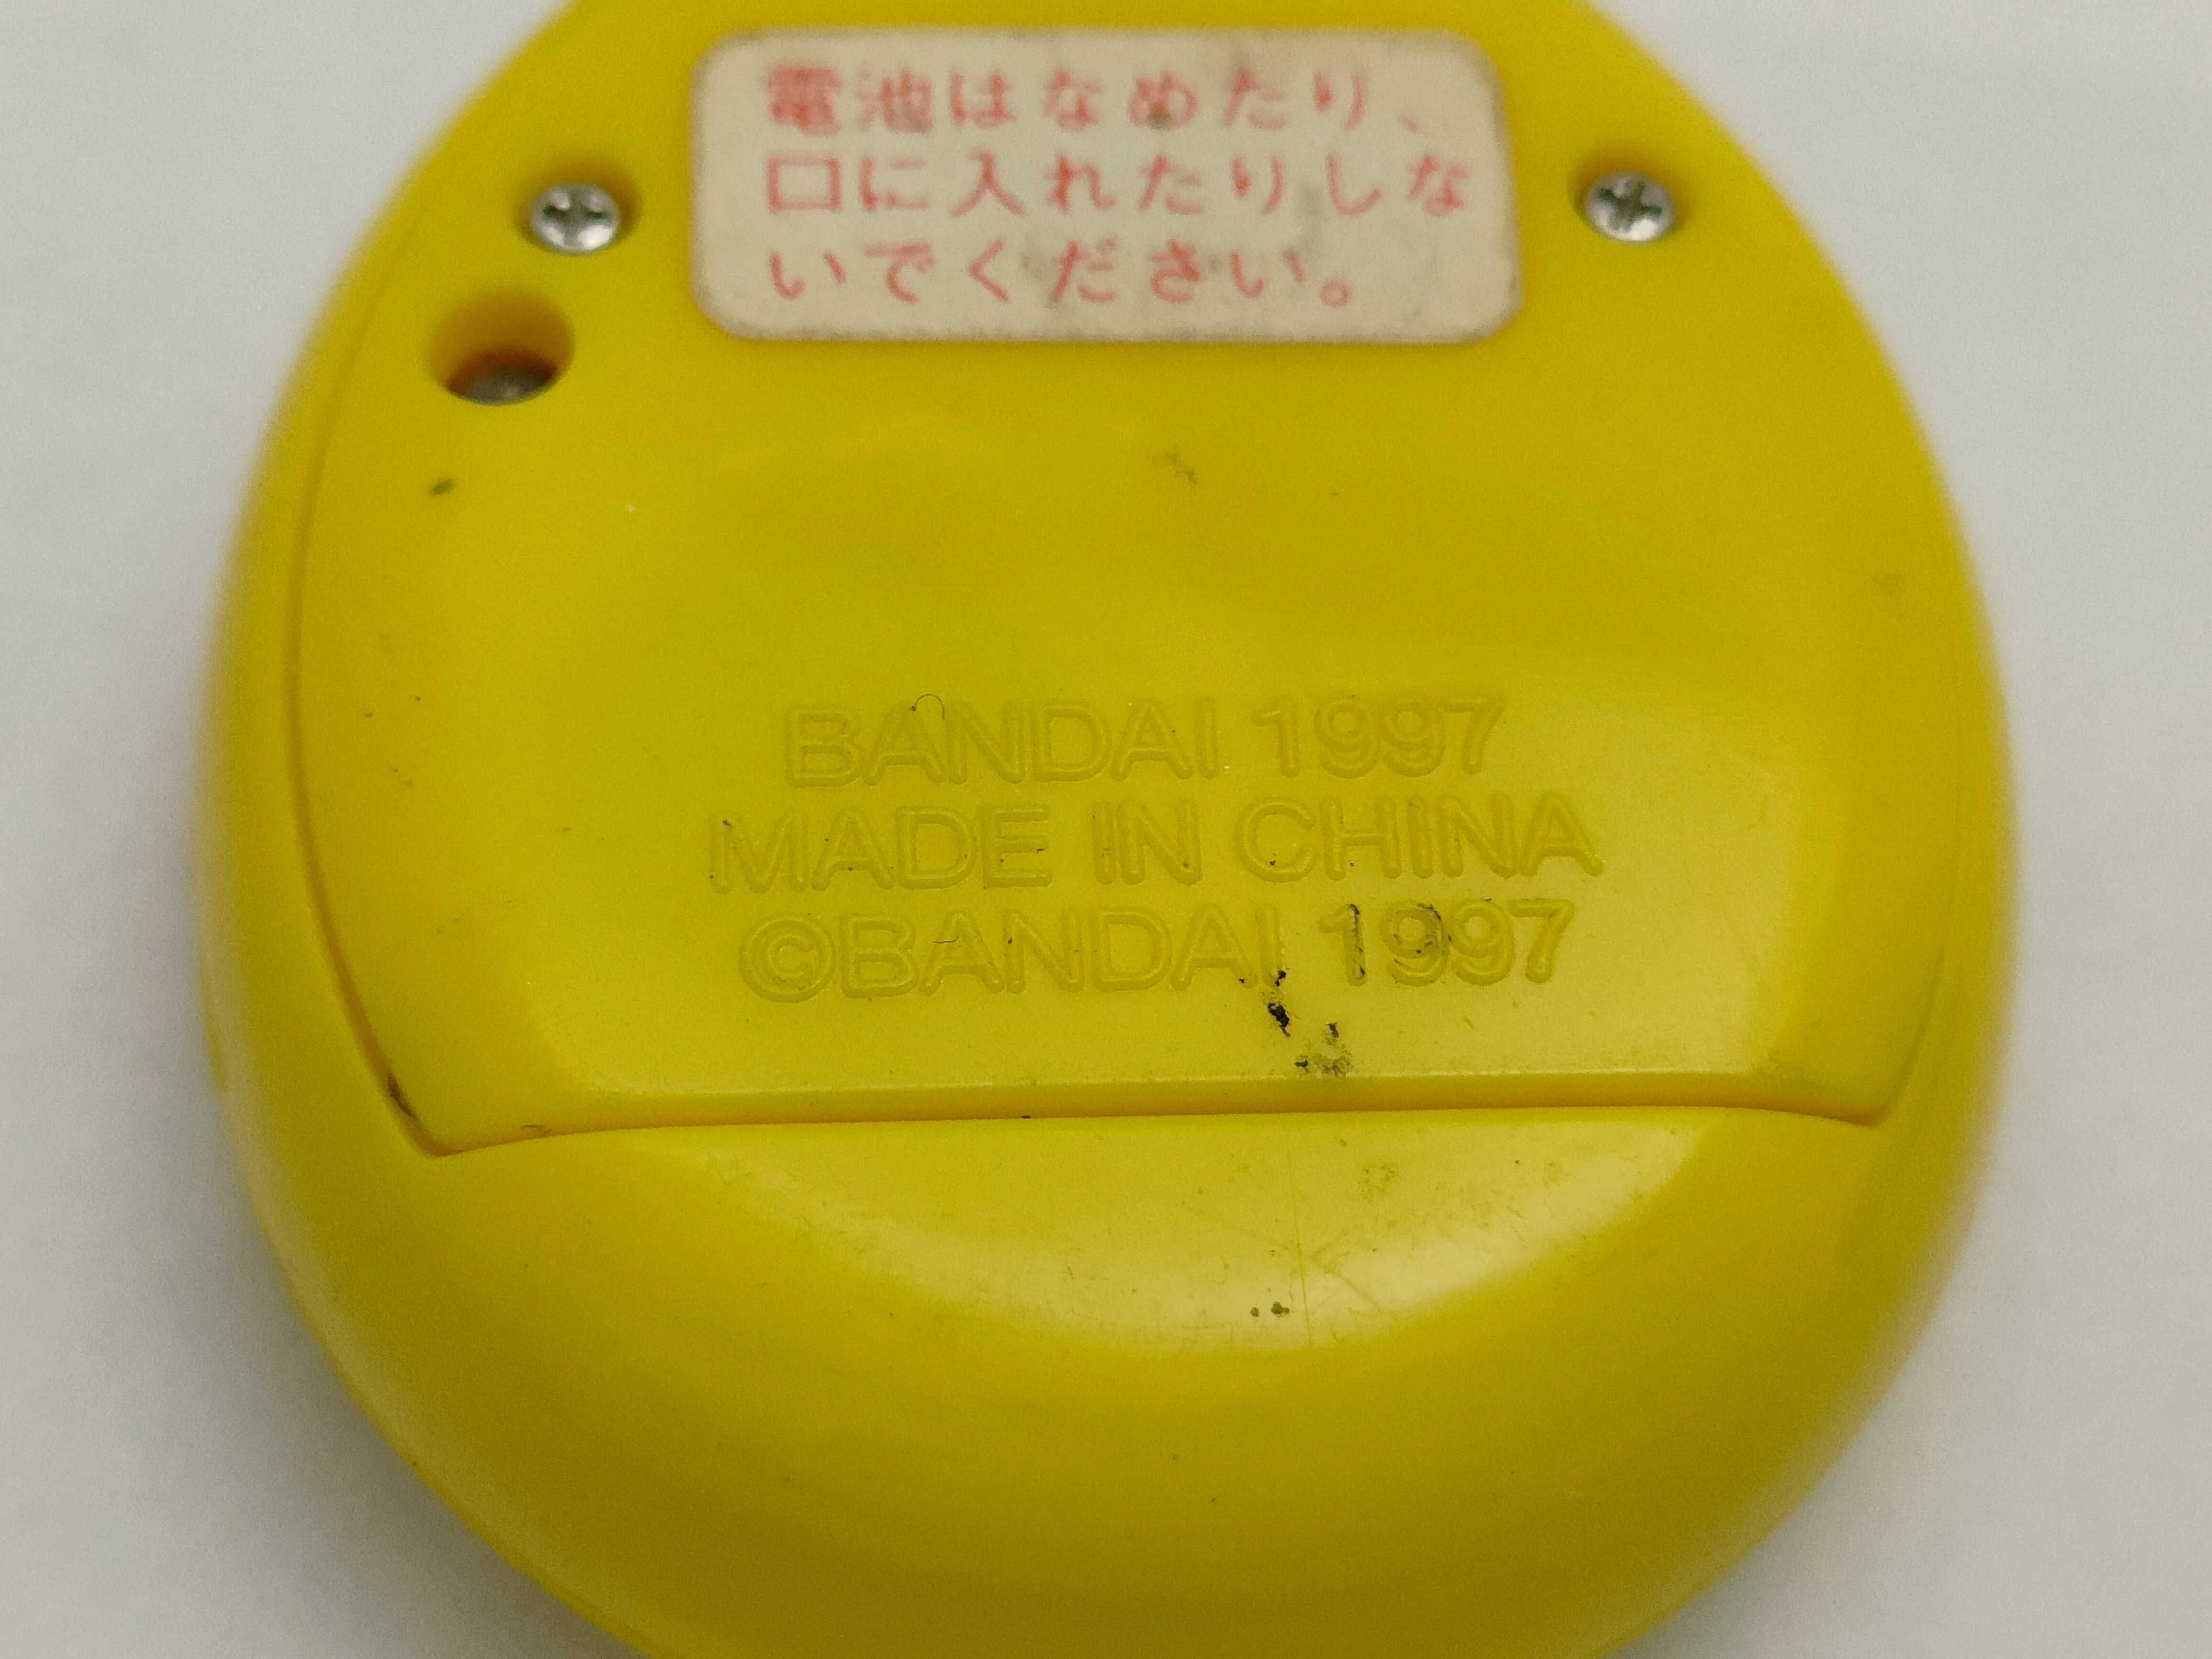 電池はなめたり、
口に入れたりしな
いでください。
BANDAI 1997
MADE IN CHINA
©BANDAI 1997